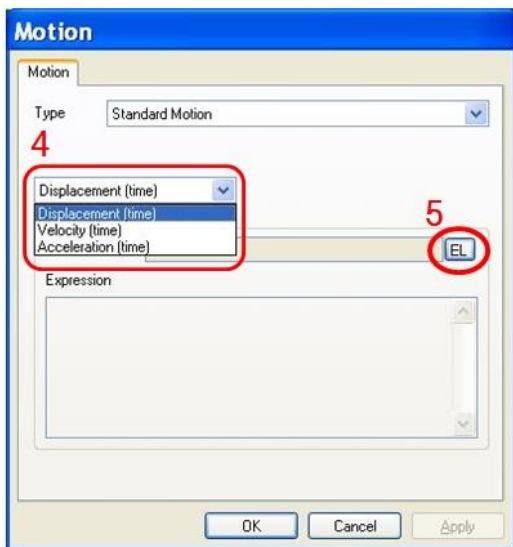 Motion
Motion
Type Standard Motion
4
Displacement (time)
Displacement (time)
Velocity (time)
Acceleration (time)
5
EL
Expression
OK Cancel Apply